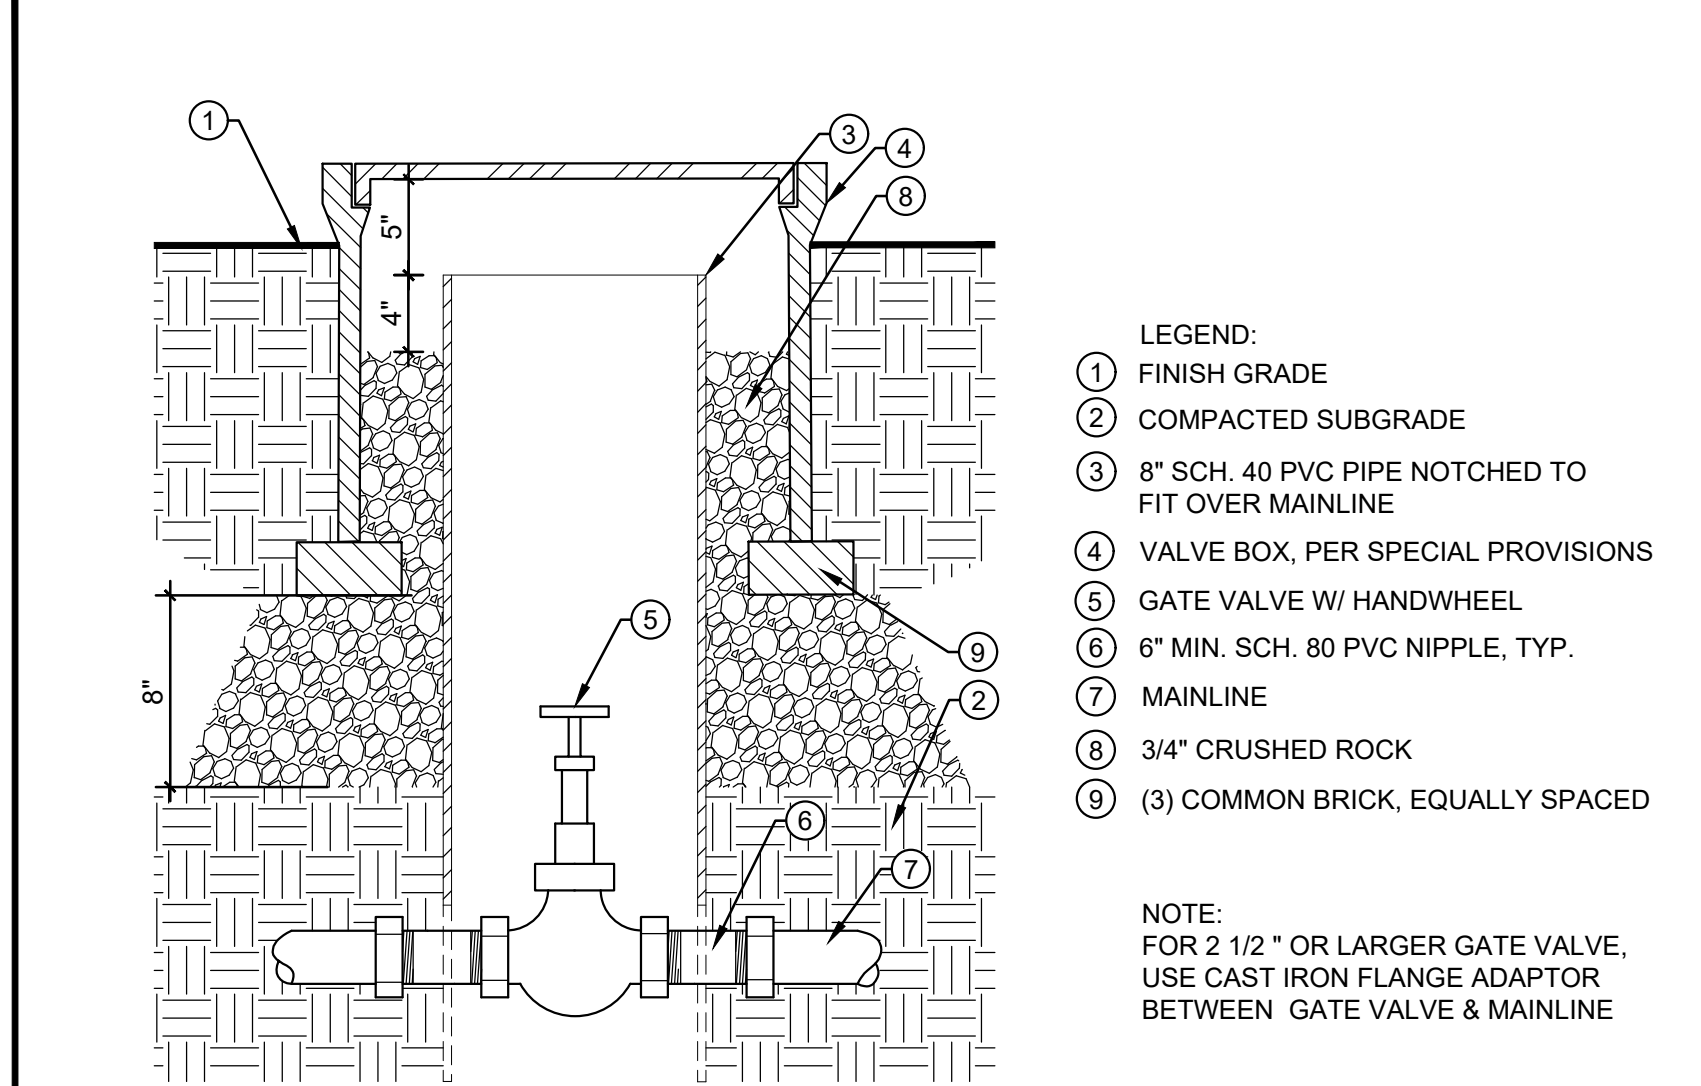 1
3
4
8
5"
4"
5
9
8"
2
6
7
LEGEND:
1 FINISH GRADE
2 COMPACTED SUBGRADE
3 8" SCH. 40 PVC PIPE NOTCHED TO
FIT OVER MAINLINE
4 VALVE BOX, PER SPECIAL PROVISIONS
5 GATE VALVE W/ HANDWHEEL
6 6" MIN. SCH. 80 PVC NIPPLE, TYP.
7 MAINLINE
8 3/4" CRUSHED ROCK
9 (3) COMMON BRICK, EQUALLY SPACED
NOTE:
FOR 2 1/2 " OR LARGER GATE VALVE,
USE CAST IRON FLANGE ADAPTOR
BETWEEN GATE VALVE & MAINLINE